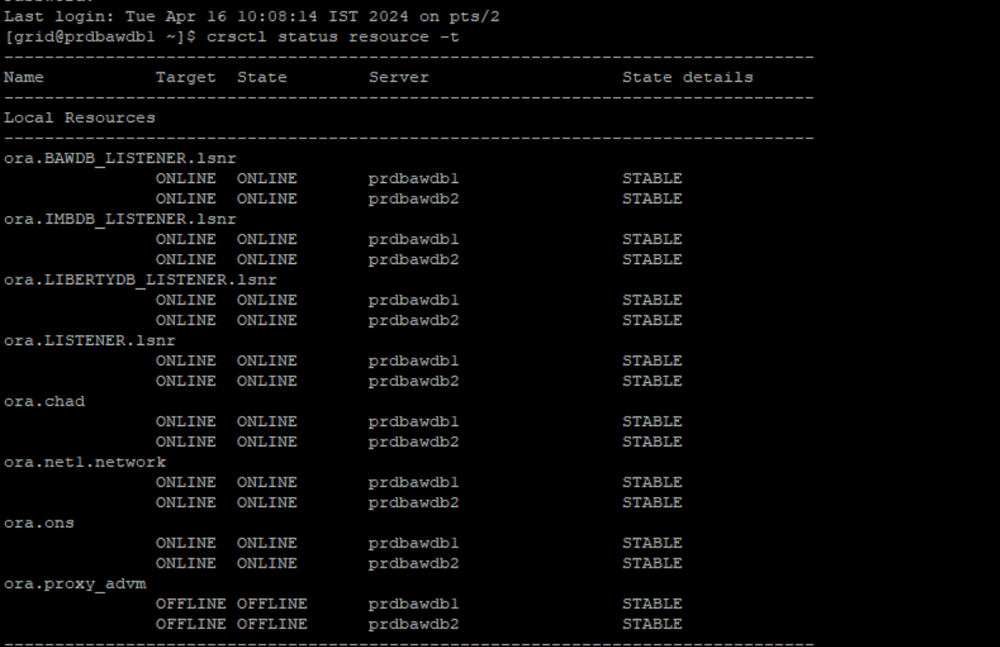 Last login: Tue Apr 16 10:08:14 IST 2024 on pts/2
[grid@prdbawdb1 ~]$ crsctl status resource -t
--------------------------------------------------------------------------------
Name           Target  State        Server                   State details
--------------------------------------------------------------------------------
Local Resources
--------------------------------------------------------------------------------
ora.BAWDB_LISTENER.lsnr
               ONLINE  ONLINE       prdbawdb1                STABLE
               ONLINE  ONLINE       prdbawdb2                STABLE
ora.IMBDB_LISTENER.lsnr
               ONLINE  ONLINE       prdbawdb1                STABLE
               ONLINE  ONLINE       prdbawdb2                STABLE
ora.LIBERTYDB_LISTENER.lsnr
               ONLINE  ONLINE       prdbawdb1                STABLE
               ONLINE  ONLINE       prdbawdb2                STABLE
ora.LISTENER.lsnr
               ONLINE  ONLINE       prdbawdb1                STABLE
               ONLINE  ONLINE       prdbawdb2                STABLE
ora.chad
               ONLINE  ONLINE       prdbawdb1                STABLE
               ONLINE  ONLINE       prdbawdb2                STABLE
ora.net1.network
               ONLINE  ONLINE       prdbawdb1                STABLE
               ONLINE  ONLINE       prdbawdb2                STABLE
ora.ons
               ONLINE  ONLINE       prdbawdb1                STABLE
               ONLINE  ONLINE       prdbawdb2                STABLE
ora.proxy_advm
               OFFLINE OFFLINE      prdbawdb1                STABLE
               OFFLINE OFFLINE      prdbawdb2                STABLE
--------------------------------------------------------------------------------